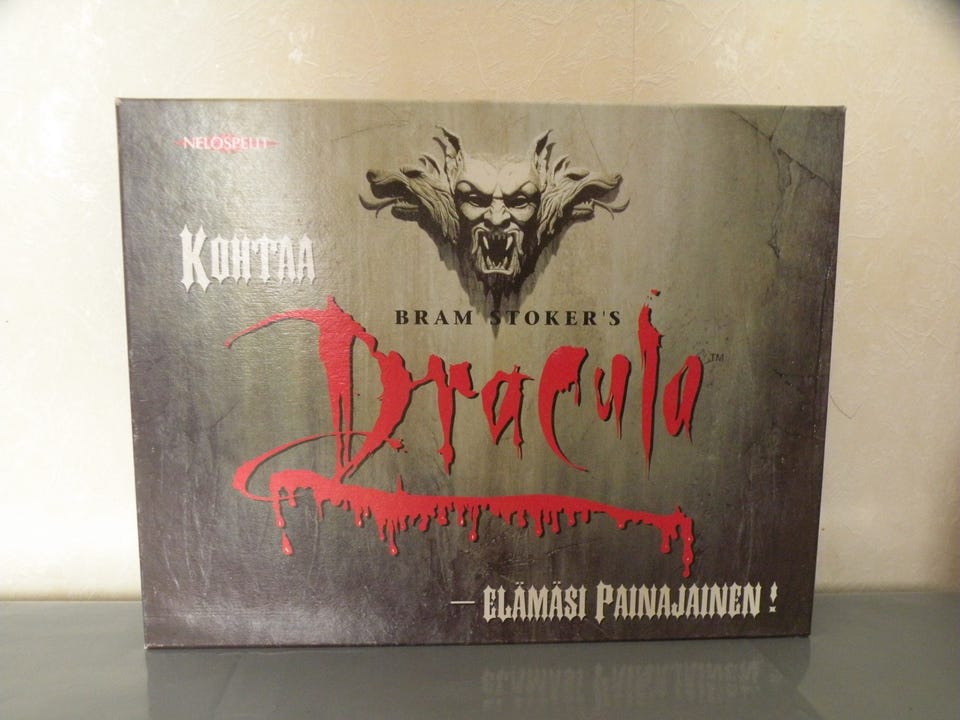 NELOSPELIT
KOHTAA
BRAM STOKER'S
Dracula™
— ELÄMÄSI PAINAJAINEN!